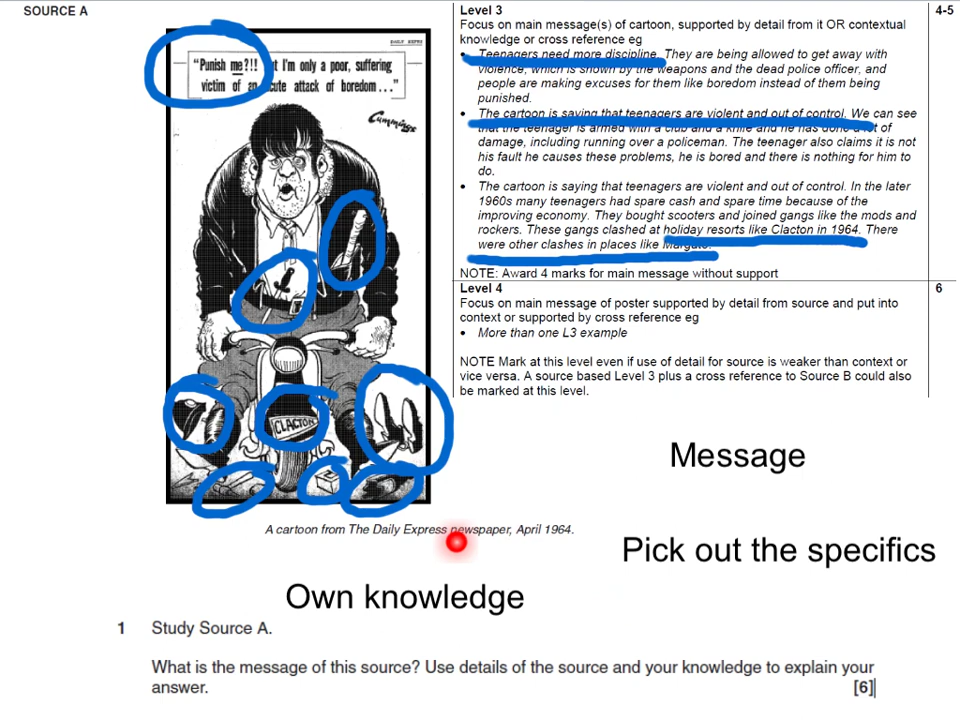 SOURCE A
DAILY EXPRESS
"Punish me?!! But I'm only a poor, suffering
victim of an acute attack of boredom..."
Cummings
CLACTON
A cartoon from The Daily Express newspaper, April 1964.
Level 3
4-5
Focus on main message(s) of cartoon, supported by detail from it OR contextual
knowledge or cross reference eg
• Teenagers need more discipline. They are being allowed to get away with
violence, which is shown by the weapons and the dead police officer, and
people are making excuses for them like boredom instead of them being
punished.
• The cartoon is saying that teenagers are violent and out of control. We can see
that the teenager is armed with a club and a knife and he has done a lot of
damage, including running over a policeman. The teenager also claims it is not
his fault he causes these problems, he is bored and there is nothing for him to
do.
• The cartoon is saying that teenagers are violent and out of control. In the later
1960s many teenagers had spare cash and spare time because of the
improving economy. They bought scooters and joined gangs like the mods and
rockers. These gangs clashed at holiday resorts like Clacton in 1964. There
were other clashes in places like Margate.
NOTE: Award 4 marks for main message without support
Level 4
6
Focus on main message of poster supported by detail from source and put into
context or supported by cross reference eg
• More than one L3 example
NOTE Mark at this level even if use of detail for source is weaker than context or
vice versa. A source based Level 3 plus a cross reference to Source B could also
be marked at this level.
Message
Pick out the specifics
Own knowledge
1 Study Source A.
What is the message of this source? Use details of the source and your knowledge to explain your
answer. [6]